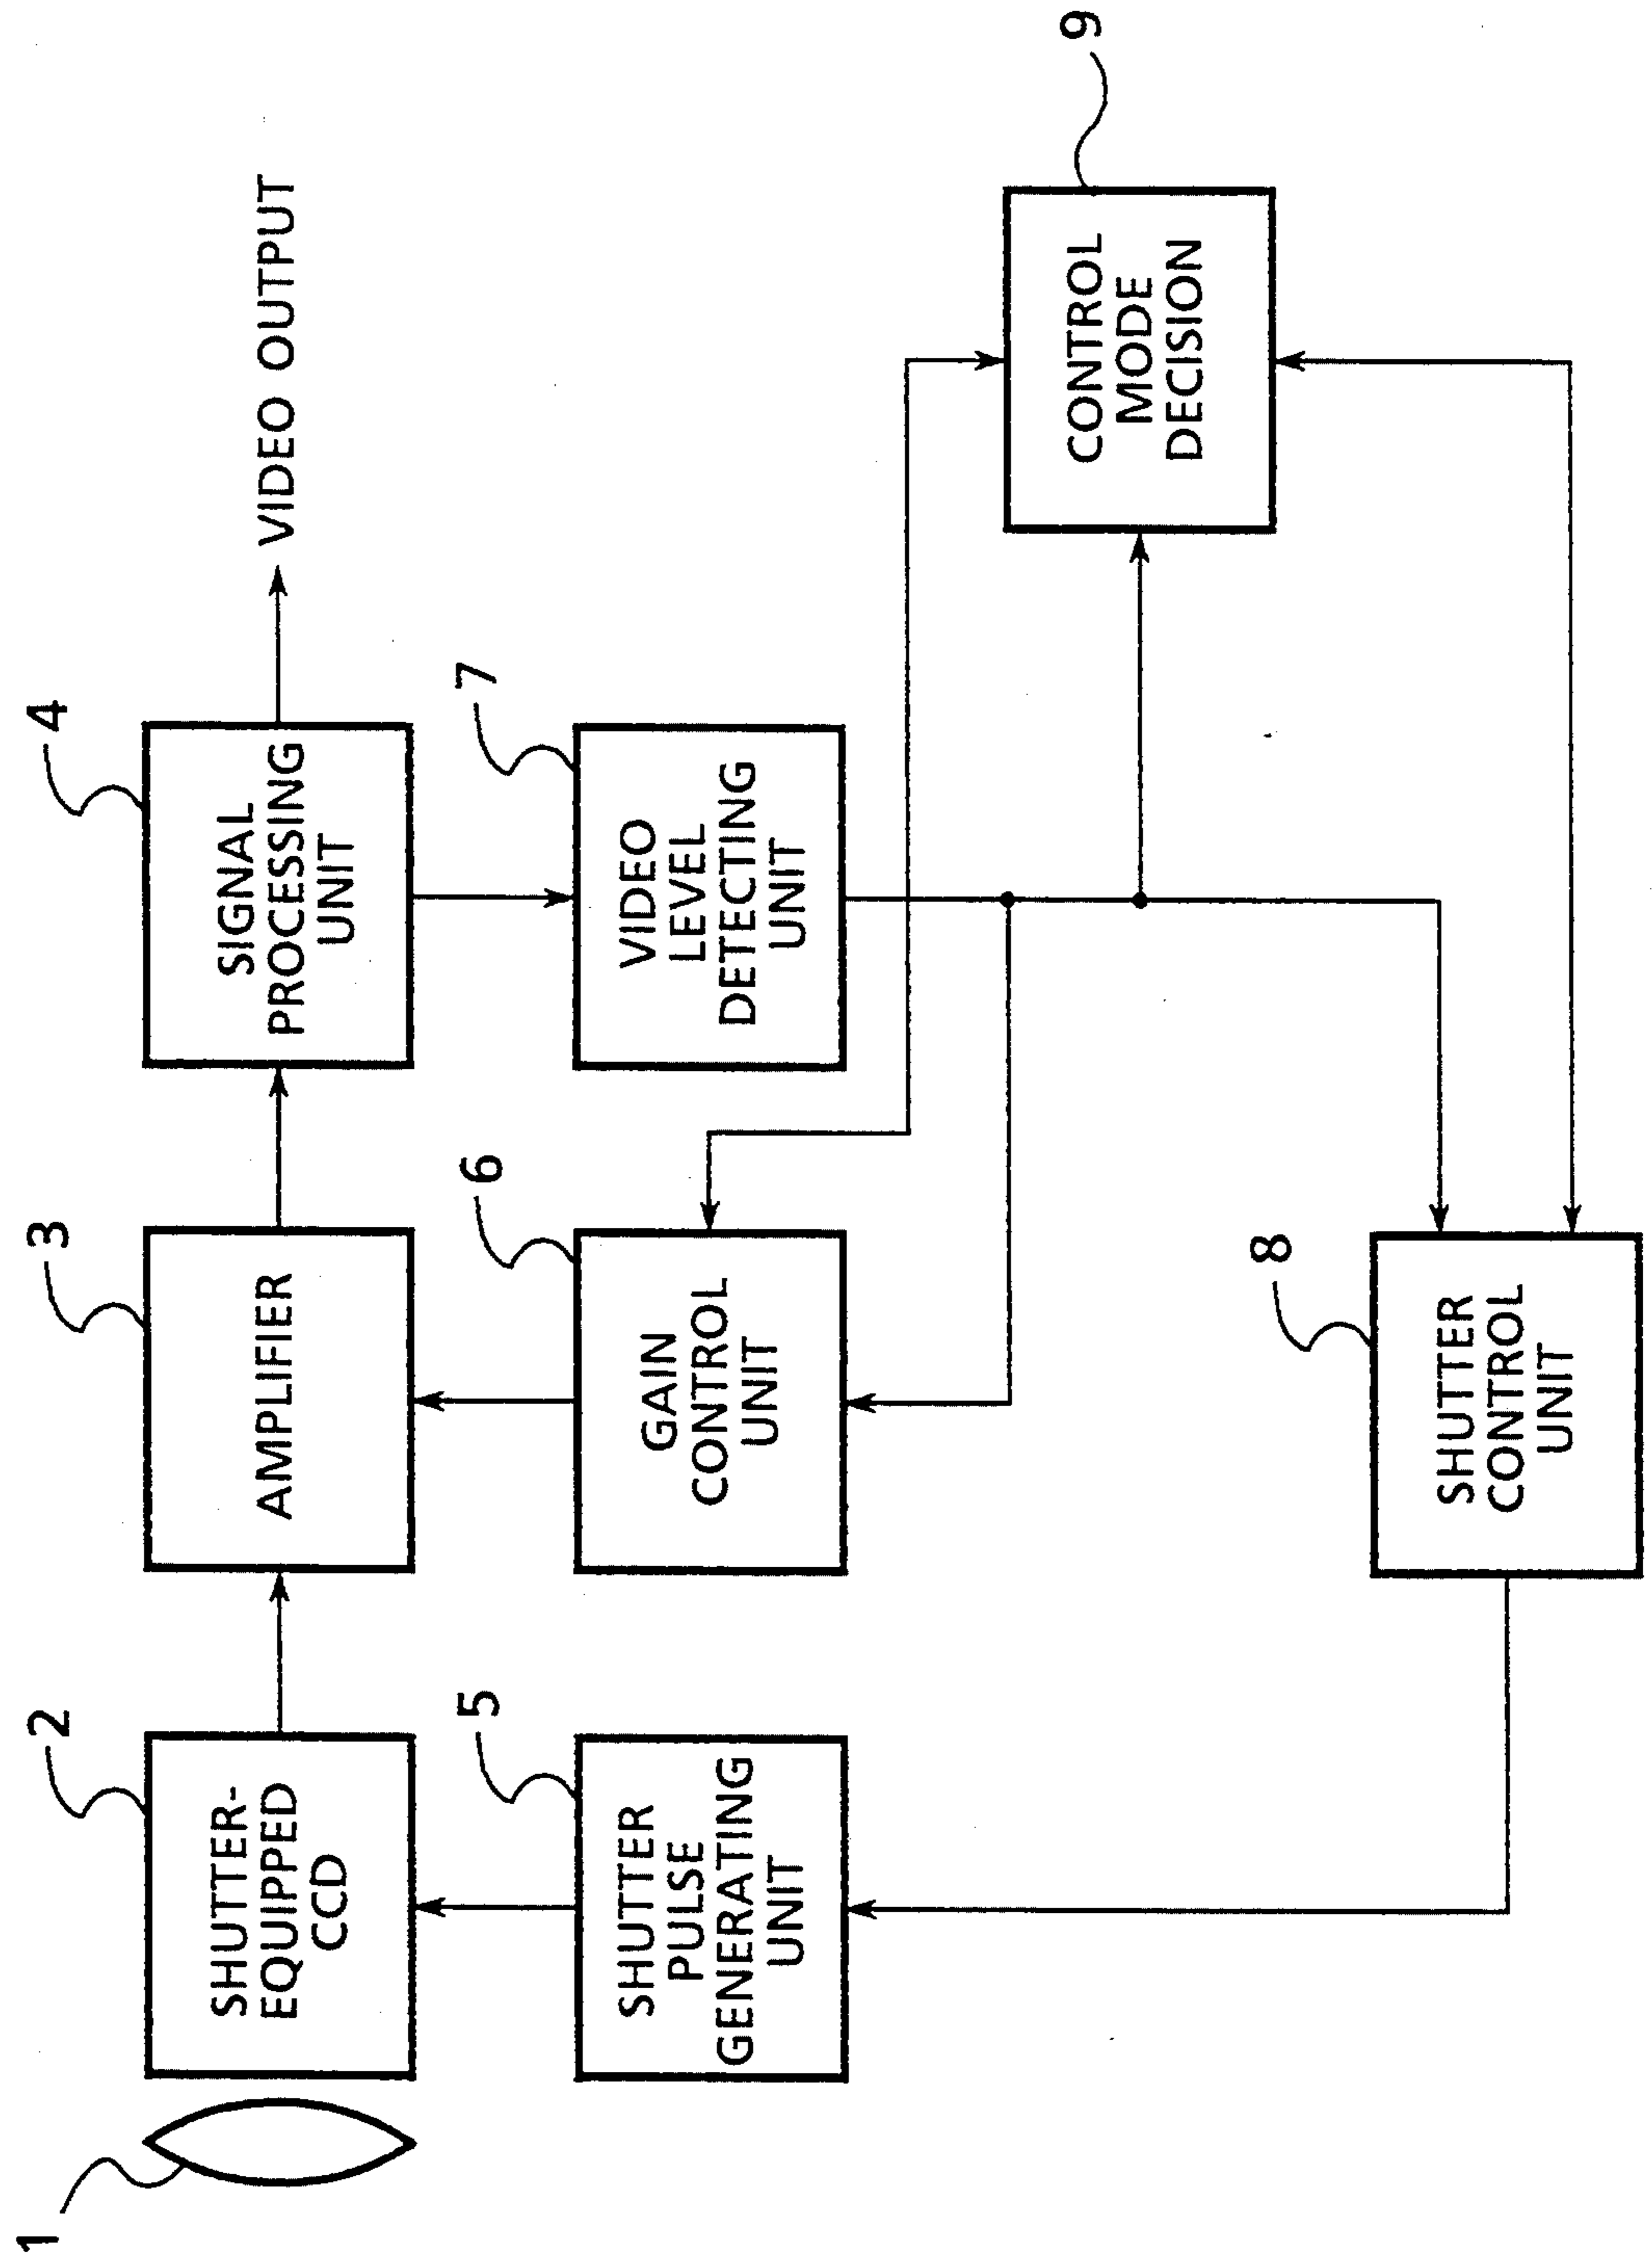 1
2
SHUTTER-
EQUIPPED
CCD
3
AMPLIFIER
4
SIGNAL
PROCESSING
UNIT
VIDEO OUTPUT
5
SHUTTER
PULSE
GENERATING
UNIT
6
GAIN
CONTROL
UNIT
7
VIDEO
LEVEL
DETECTING
UNIT
9
CONTROL
MODE
DECISION
8
SHUTTER
CONTROL
UNIT